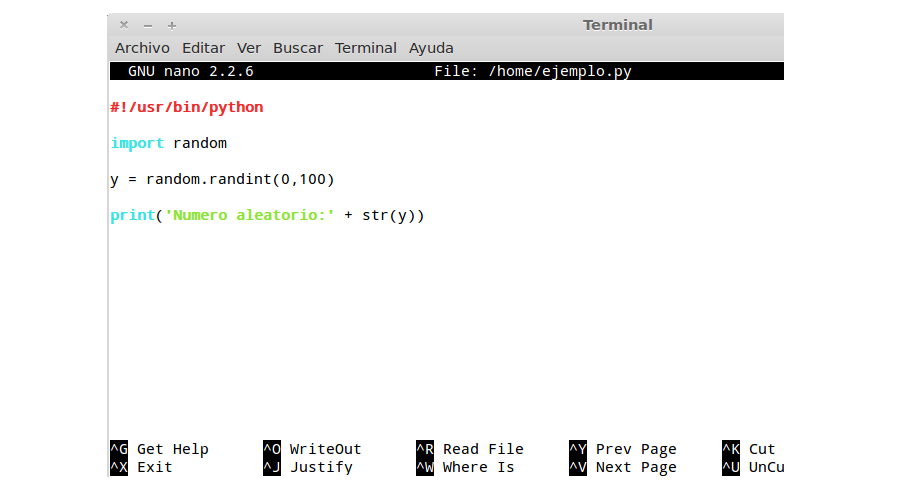 × − + Terminal
Archivo Editar Ver Buscar Terminal Ayuda
GNU nano 2.2.6 File: /home/ejemplo.py
#!/usr/bin/python
import random
y = random.randint(0,100)
print('Numero aleatorio:' + str(y))
^G Get Help ^O WriteOut ^R Read File ^Y Prev Page ^K Cut
^X Exit ^J Justify ^W Where Is ^V Next Page ^U UnCu